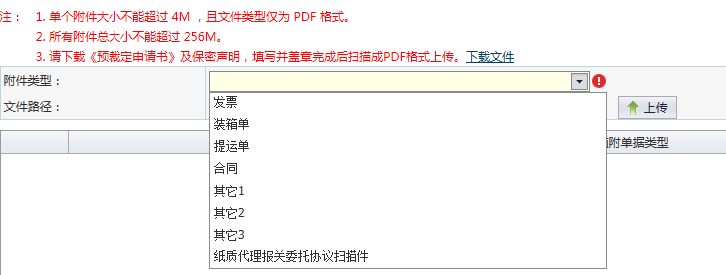 注： 1. 单个附件大小不能超过 4M ，且文件类型仅为 PDF 格式。
2. 所有附件总大小不能超过 256M。
3. 请下载《预裁定申请书》及保密声明，填写并盖章完成后扫描成PDF格式上传。下载文件
附件类型：
文件路径：
上传
发票
装箱单
提运单
合同
其它1
其它2
其它3
纸质代理报关委托协议扫描件
附单据类型